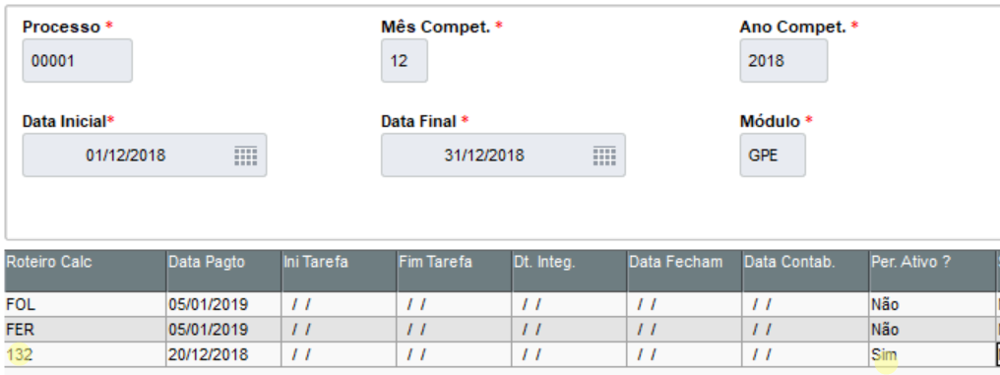 Processo * Mês Compet. * Ano Compet. *
00001 12 2018
Data Inicial* Data Final * Módulo *
01/12/2018 31/12/2018 GPE
Roteiro Calc Data Pagto Ini Tarefa Fim Tarefa Dt. Integ. Data Fecham Data Contab. Per. Ativo ?
FOL 05/01/2019 / / / / / / / / / / Não
FER 05/01/2019 / / / / / / / / / / Não
132 20/12/2018 / / / / / / / / / / Sim